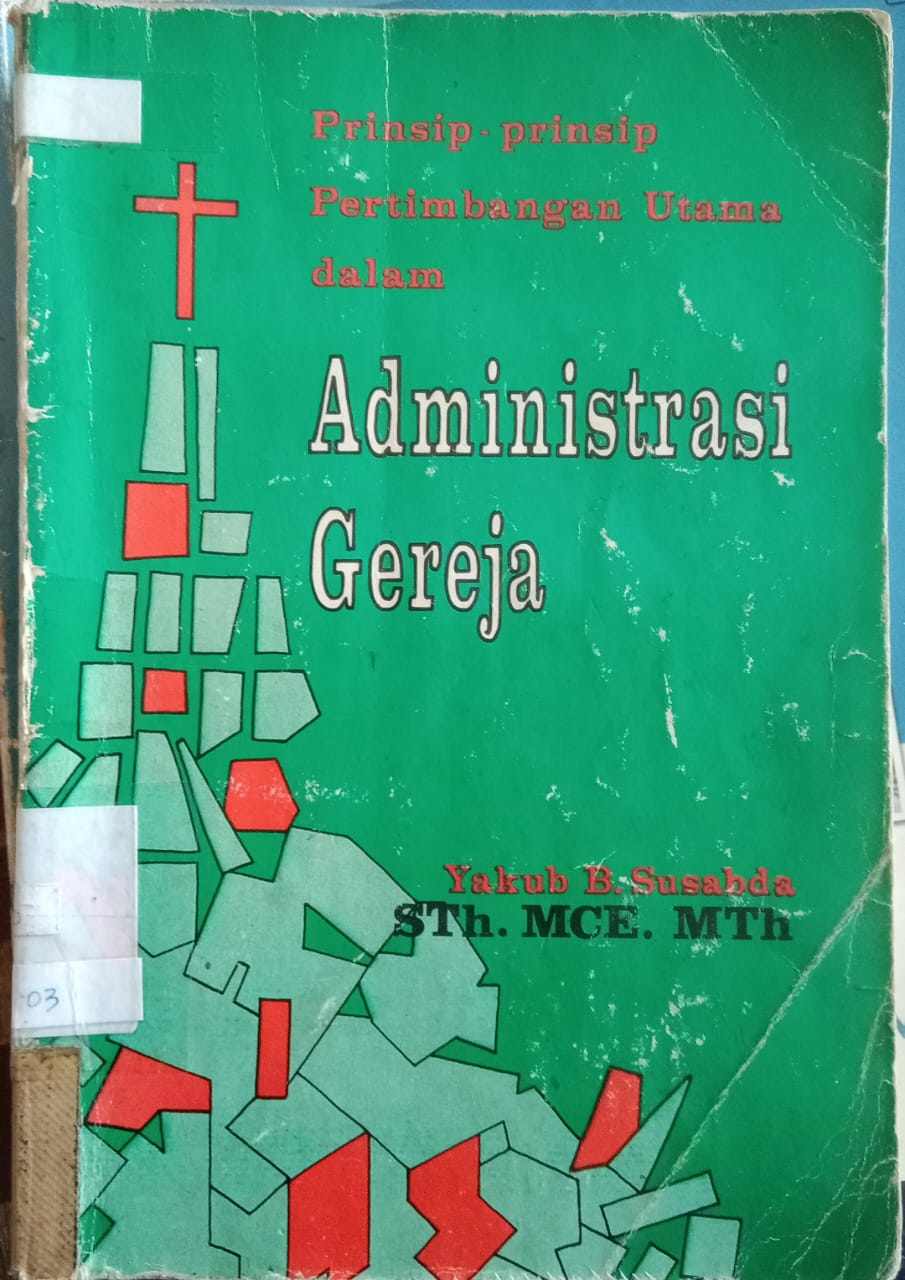 Prinsip - prinsip
Pertimbangan Utama
dalam
Administrasi
Gereja
Yakub B. Susabda
STh. MCE. MTh
03